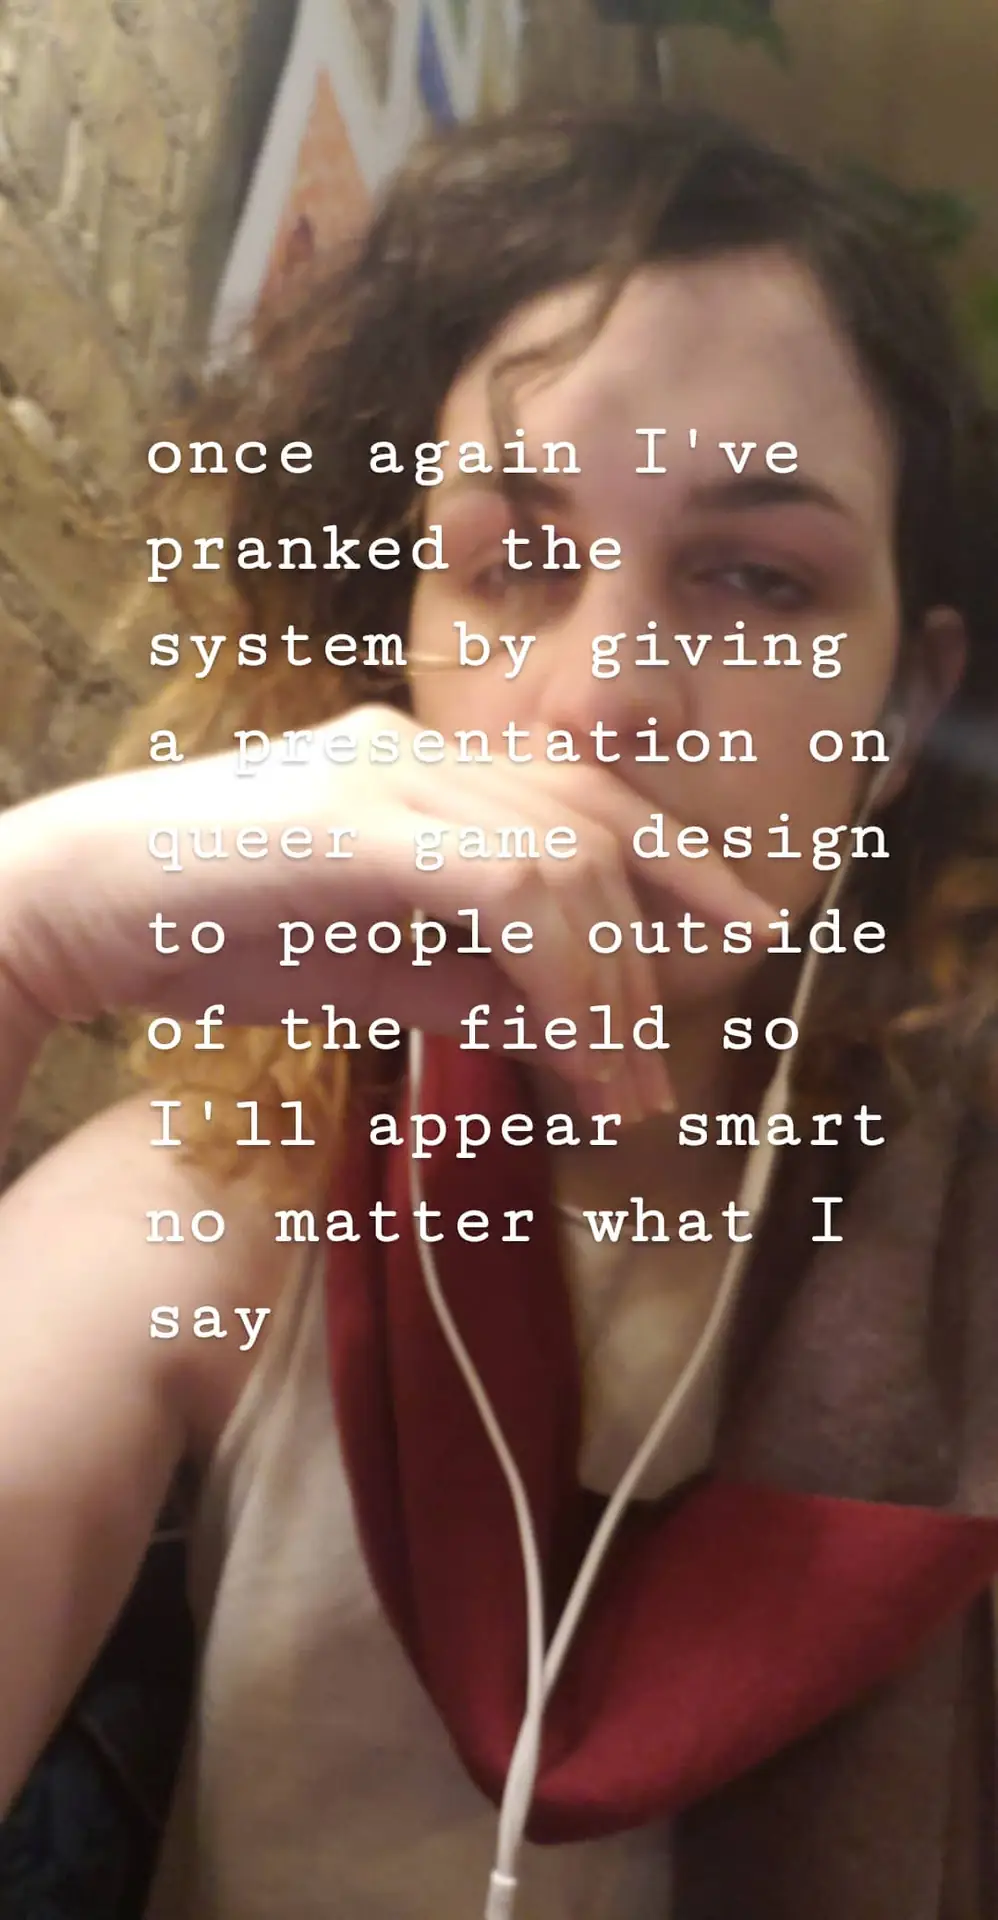 once again I've
pranked the
system by giving
a presentation on
queer game design
to people outside
of the field so
I'll appear smart
no matter what I
say